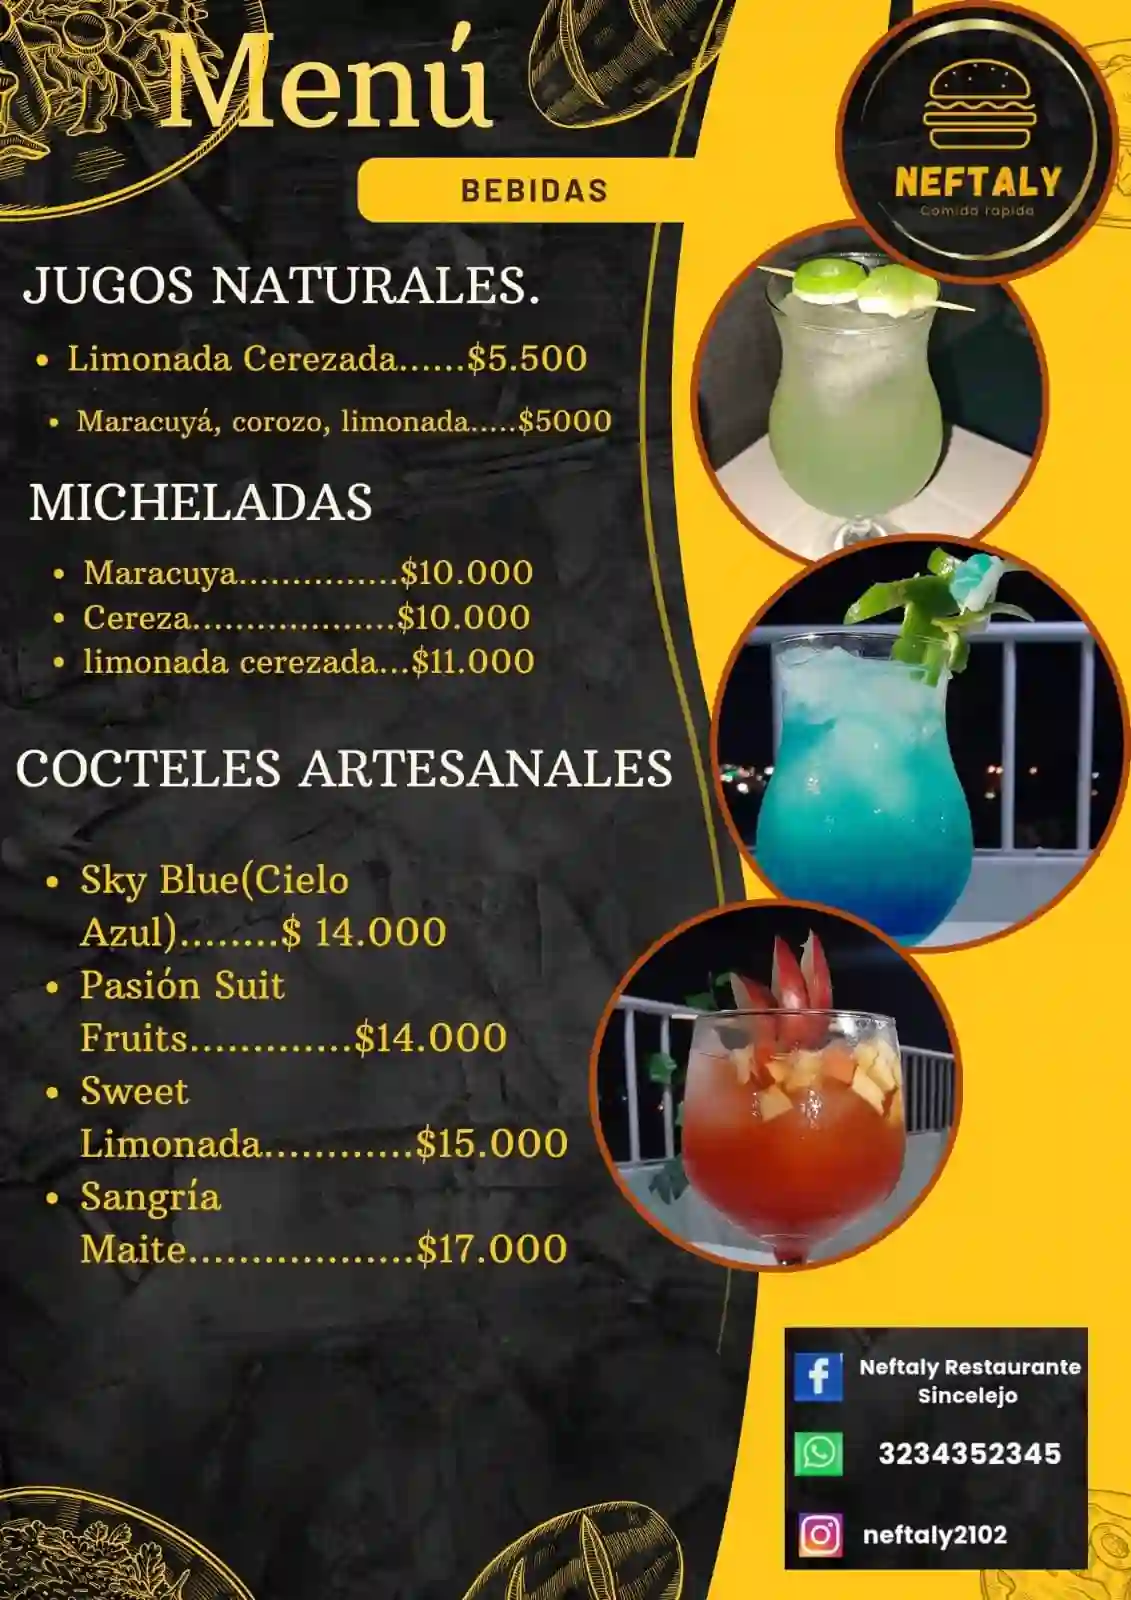 Menú
BEBIDAS
NEFTALY
Comida rapida
JUGOS NATURALES.
• Limonada Cerezada......$5.500
• Maracuyá, corozo, limonada.....$5000
MICHELADAS
• Maracuya...............$10.000
• Cereza...................$10.000
• limonada cerezada...$11.000
COCTELES ARTESANALES
• Sky Blue(Cielo
Azul)........$ 14.000
• Pasión Suit
Fruits.............$14.000
• Sweet
Limonada............$15.000
• Sangría
Maite..................$17.000
Neftaly Restaurante
Sincelejo
3234352345
neftaly2102